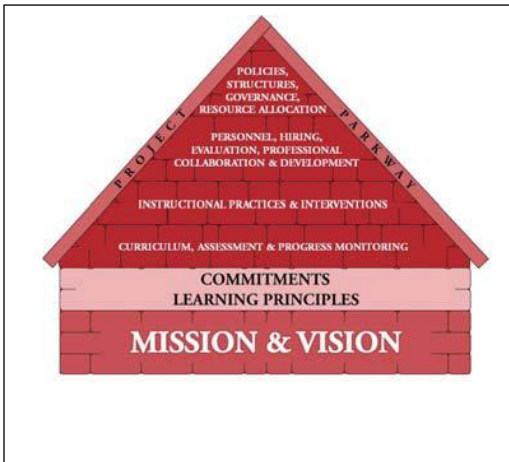 POLICIES,
STRUCTURES,
GOVERNANCE,
RESOURCE ALLOCATION
PROJECT
PARKWAY
PERSONNEL, HIRING,
EVALUATION, PROFESSIONAL
COLLABORATION & DEVELOPMENT
INSTRUCTIONAL PRACTICES & INTERVENTIONS
CURRICULUM, ASSESSMENT & PROGRESS MONITORING
COMMITMENTS
LEARNING PRINCIPLES
MISSION & VISION